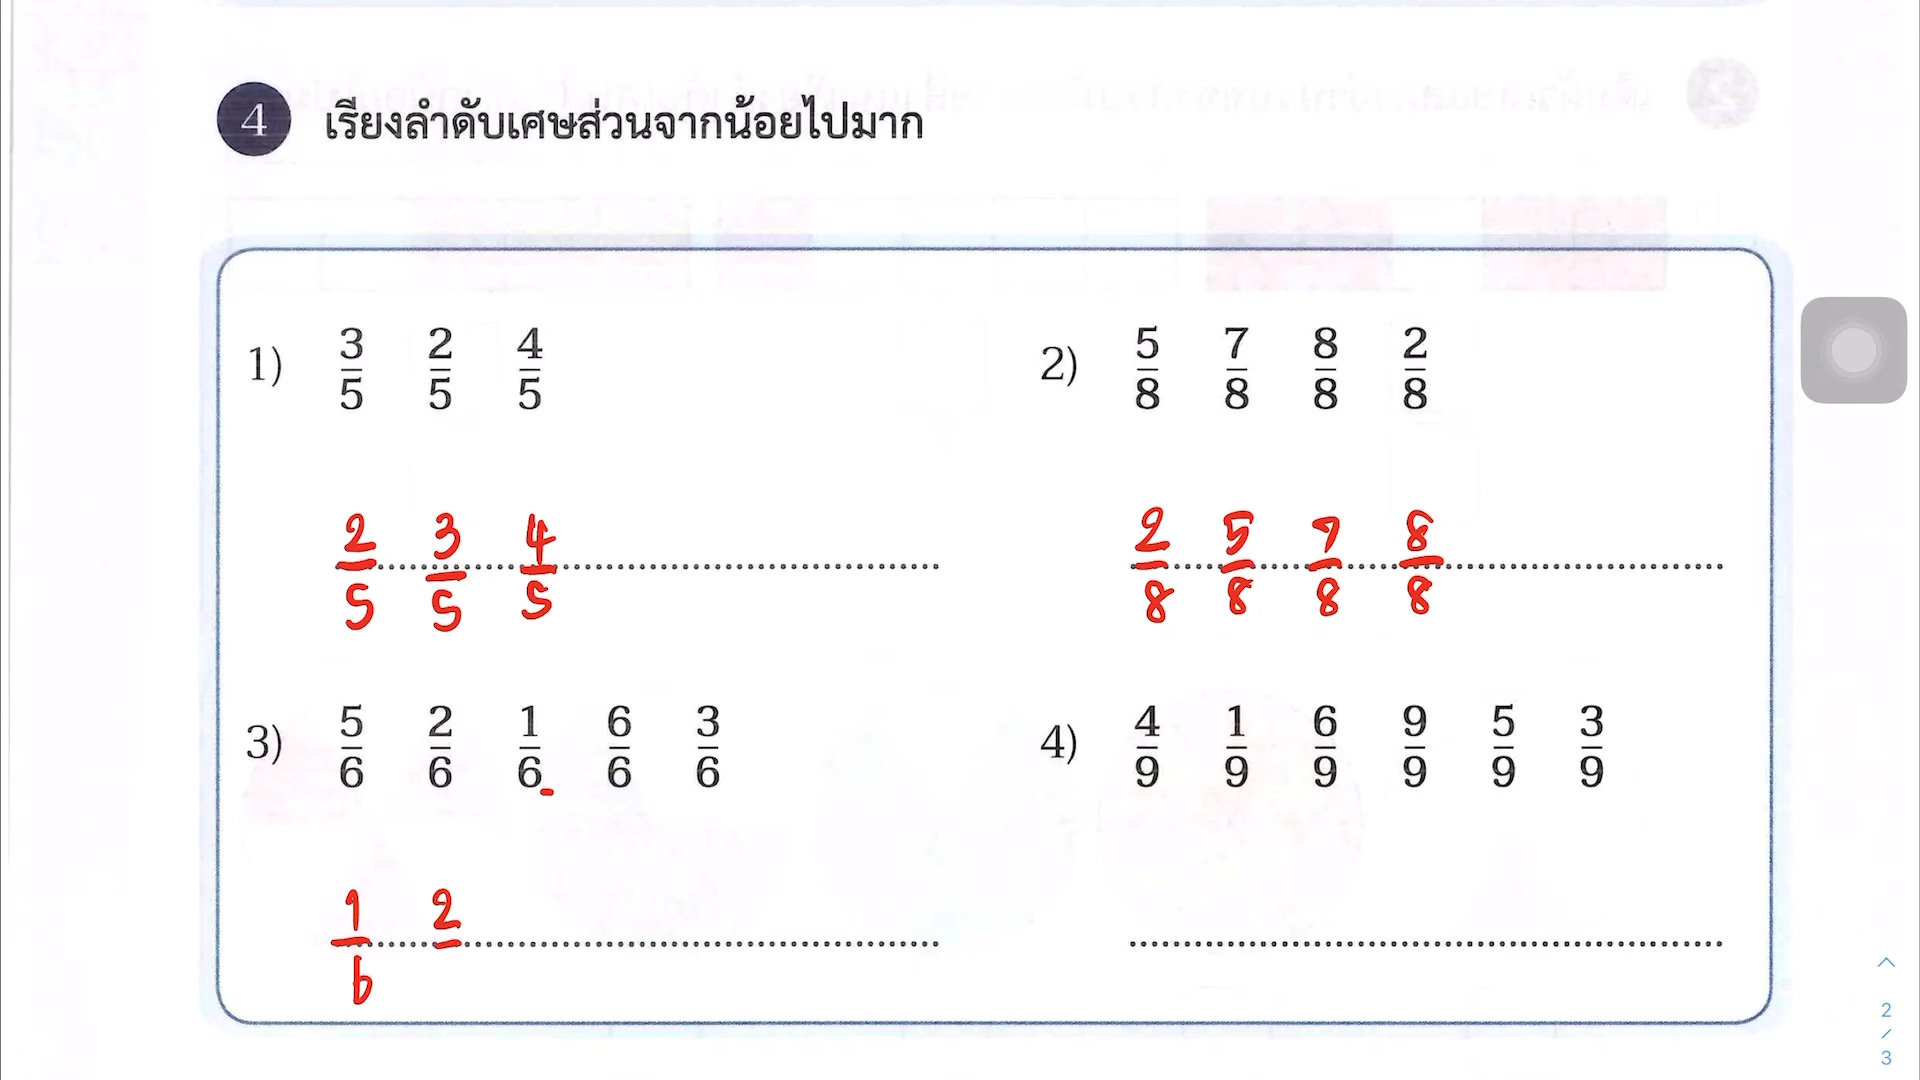 4 เรียงลำดับเศษส่วนจากน้อยไปมาก
1) 3/5 2/5 4/5
2) 5/8 7/8 8/8 2/8
2/5 3/5 4/5
2/8 5/8 7/8 8/8
3) 5/6 2/6 1/6 6/6 3/6
4) 4/9 1/9 6/9 9/9 5/9 3/9
1/6 2/
2
/
3